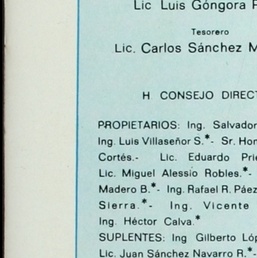 Lic Luis Góngora
Tesorero
Lic. Carlos Sánchez M
H CONSEJO DIRECT
PROPIETARIOS: Ing. Salvador
Ing. Luis Villaseñor S.*- Sr. Hon
Cortés.- Lic. Eduardo Prie
Lic. Miguel Alessio Robles.*-
Madero B.*- Ing. Rafael R. Páez
Sierra.*- Ing. Vicente
Ing. Héctor Calva.*
SUPLENTES: Ing Gilberto Lóp
Lic. Juan Sánchez Navarro R.*-